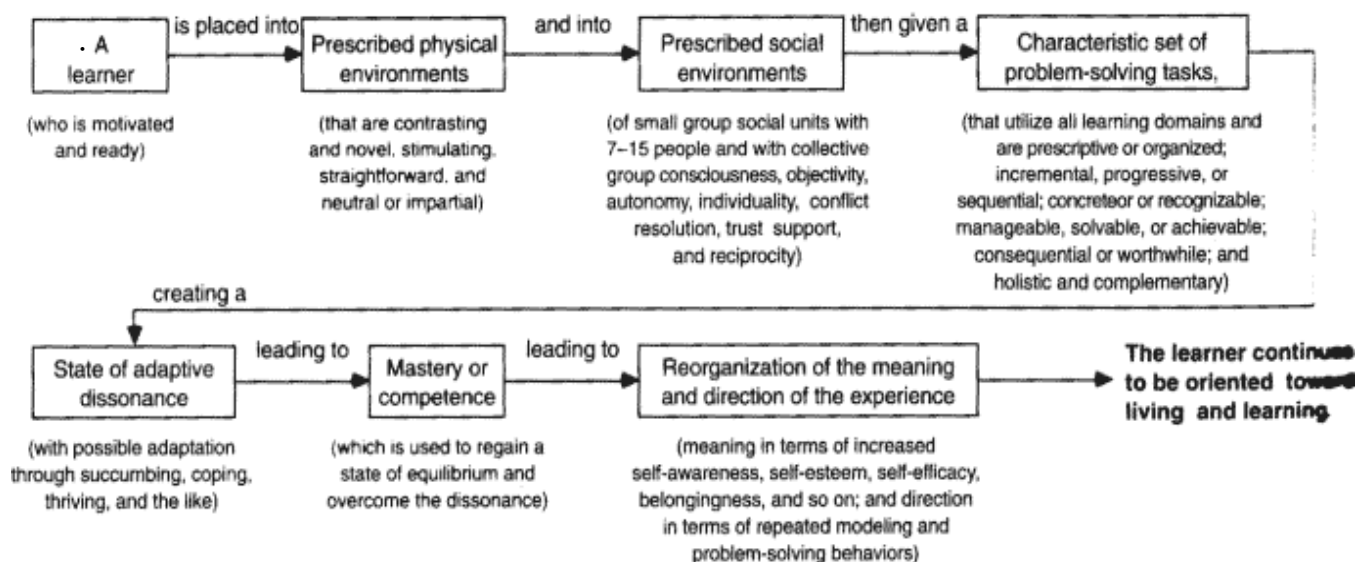 . A
learner
is placed into
Prescribed physical
environments
and into
Prescribed social
environments
then given a
Characteristic set of
problem-solving tasks,
(who is motivated
and ready)
(that are contrasting
and novel, stimulating,
straightforward, and
neutral or impartial)
(of small group social units with
7–15 people and with collective
group consciousness, objectivity,
autonomy, individuality, conflict
resolution, trust support,
and reciprocity)
(that utilize all learning domains and
are prescriptive or organized;
incremental, progressive, or
sequential; concreteor or recognizable;
manageable, solvable, or achievable;
consequential or worthwhile; and
holistic and complementary)
creating a
State of adaptive
dissonance
leading to
Mastery or
competence
leading to
Reorganization of the meaning
and direction of the experience
The learner continues
to be oriented toward
living and learning
(with possible adaptation
through succumbing, coping,
thriving, and the like)
(which is used to regain a
state of equilibrium and
overcome the dissonance)
(meaning in terms of increased
self-awareness, self-esteem, self-efficacy,
belongingness, and so on; and direction
in terms of repeated modeling and
problem-solving behaviors)